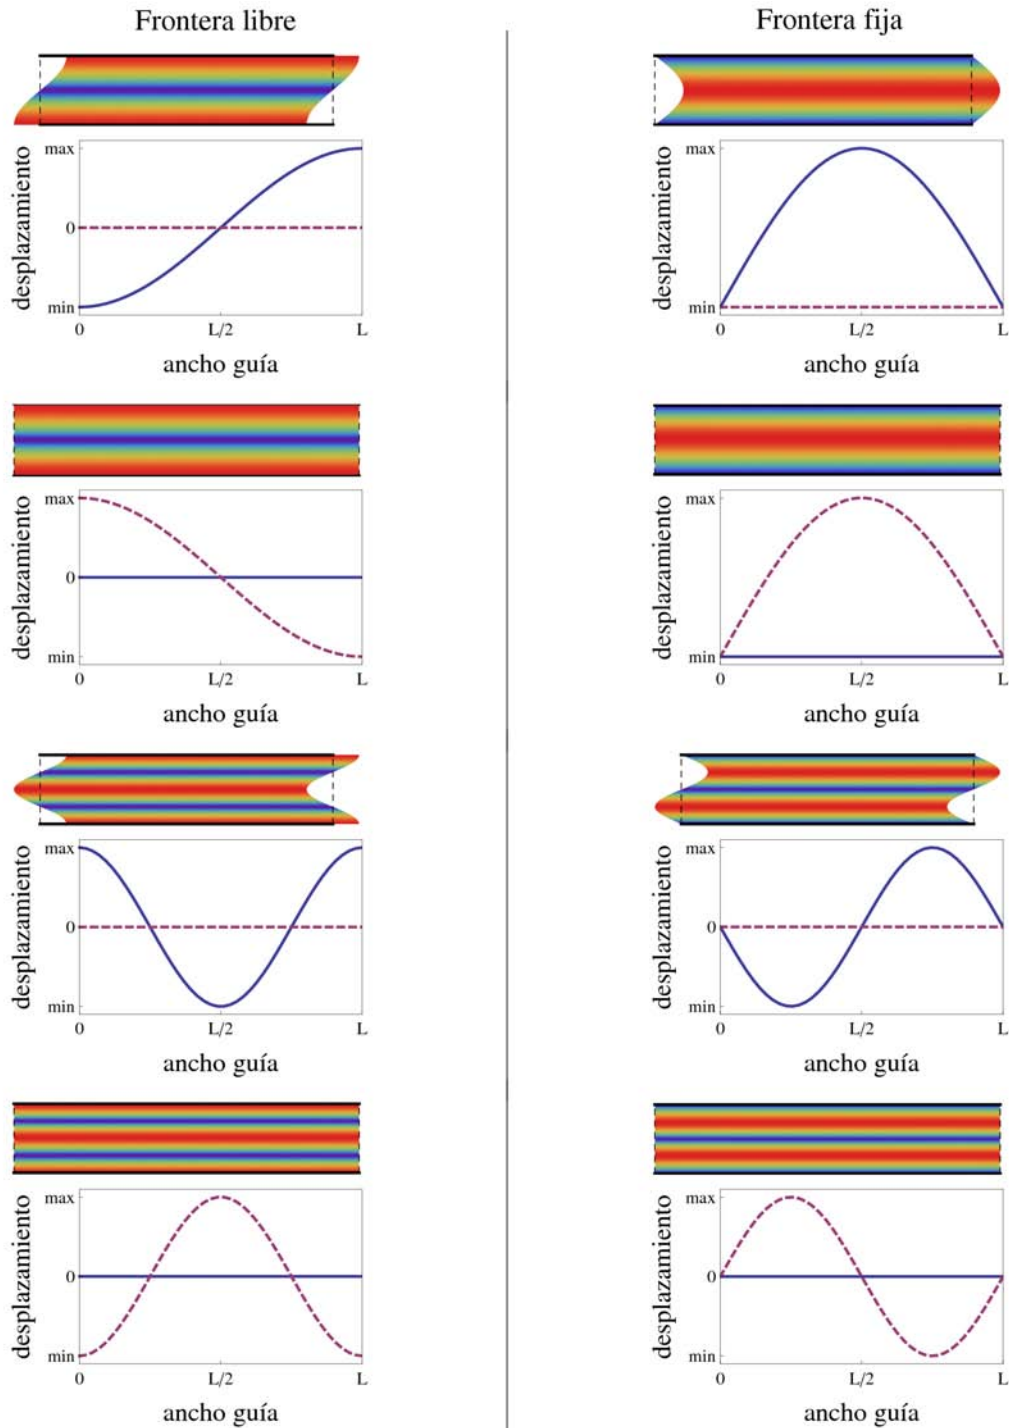 Frontera libre
Frontera fija
max
0
min
desplazamiento
0 L/2 L
ancho guía
max
min
desplazamiento
0 L/2 L
ancho guía
max
0
min
desplazamiento
0 L/2 L
ancho guía
max
min
desplazamiento
0 L/2 L
ancho guía
max
0
min
desplazamiento
0 L/2 L
ancho guía
max
0
min
desplazamiento
0 L/2 L
ancho guía
max
0
min
desplazamiento
0 L/2 L
ancho guía
max
0
min
desplazamiento
0 L/2 L
ancho guía